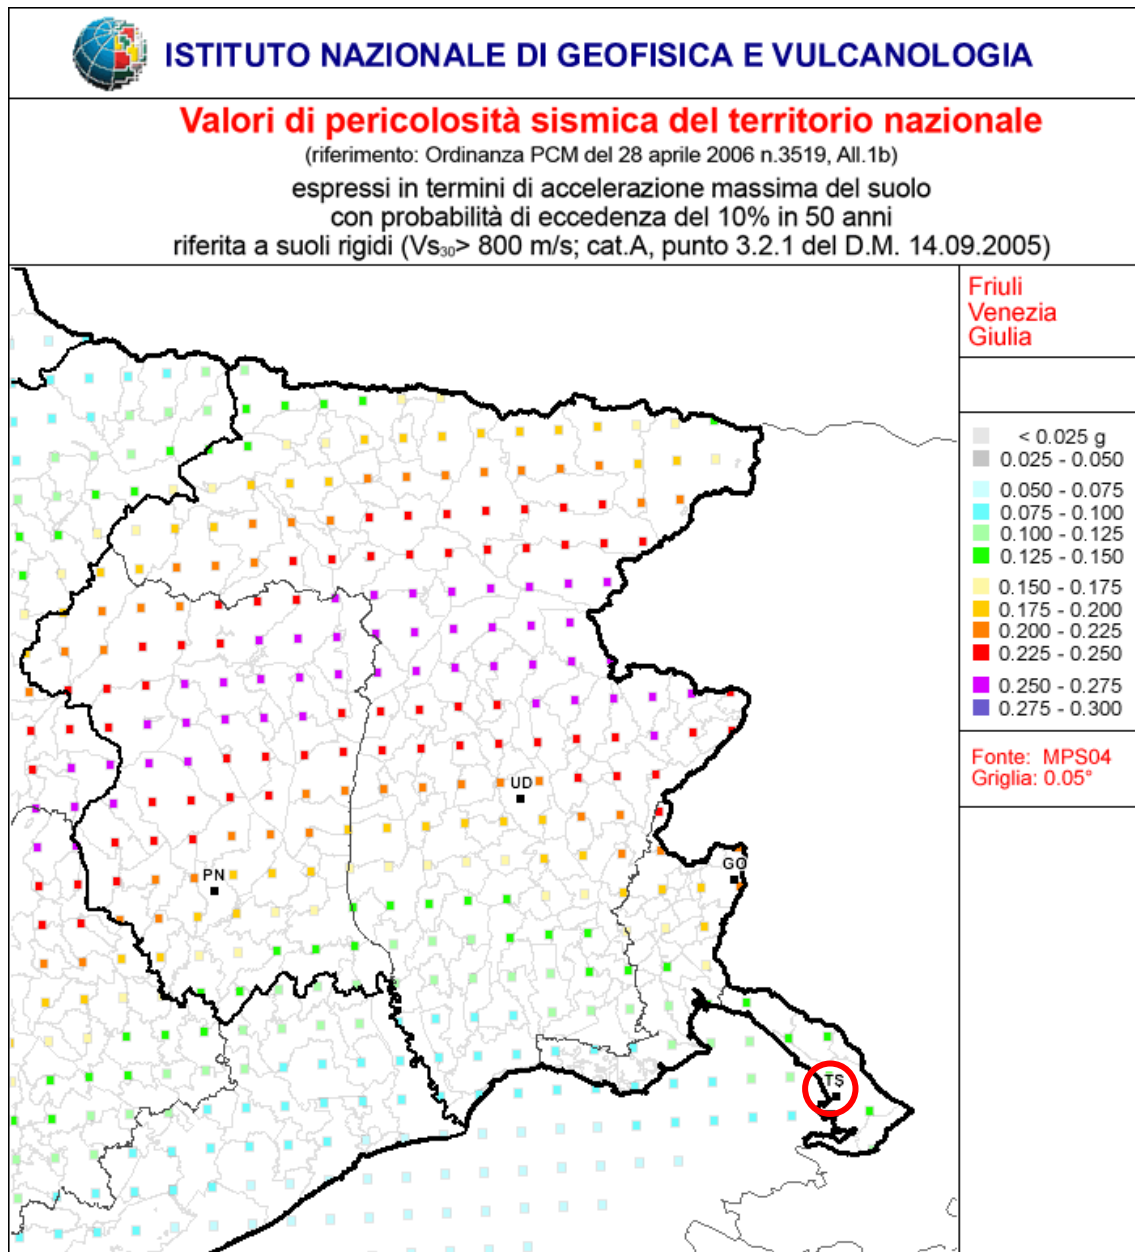 ISTITUTO NAZIONALE DI GEOFISICA E VULCANOLOGIA
Valori di pericolosità sismica del territorio nazionale
(riferimento: Ordinanza PCM del 28 aprile 2006 n.3519, All.1b)
espressi in termini di accelerazione massima del suolo
con probabilità di eccedenza del 10% in 50 anni
riferita a suoli rigidi (Vs30> 800 m/s; cat.A, punto 3.2.1 del D.M. 14.09.2005)
Friuli
Venezia
Giulia
< 0.025 g
0.025 - 0.050
0.050 - 0.075
0.075 - 0.100
0.100 - 0.125
0.125 - 0.150
0.150 - 0.175
0.175 - 0.200
0.200 - 0.225
0.225 - 0.250
0.250 - 0.275
0.275 - 0.300
Fonte: MPS04
Griglia: 0.05°
UD
PN
GO
TS